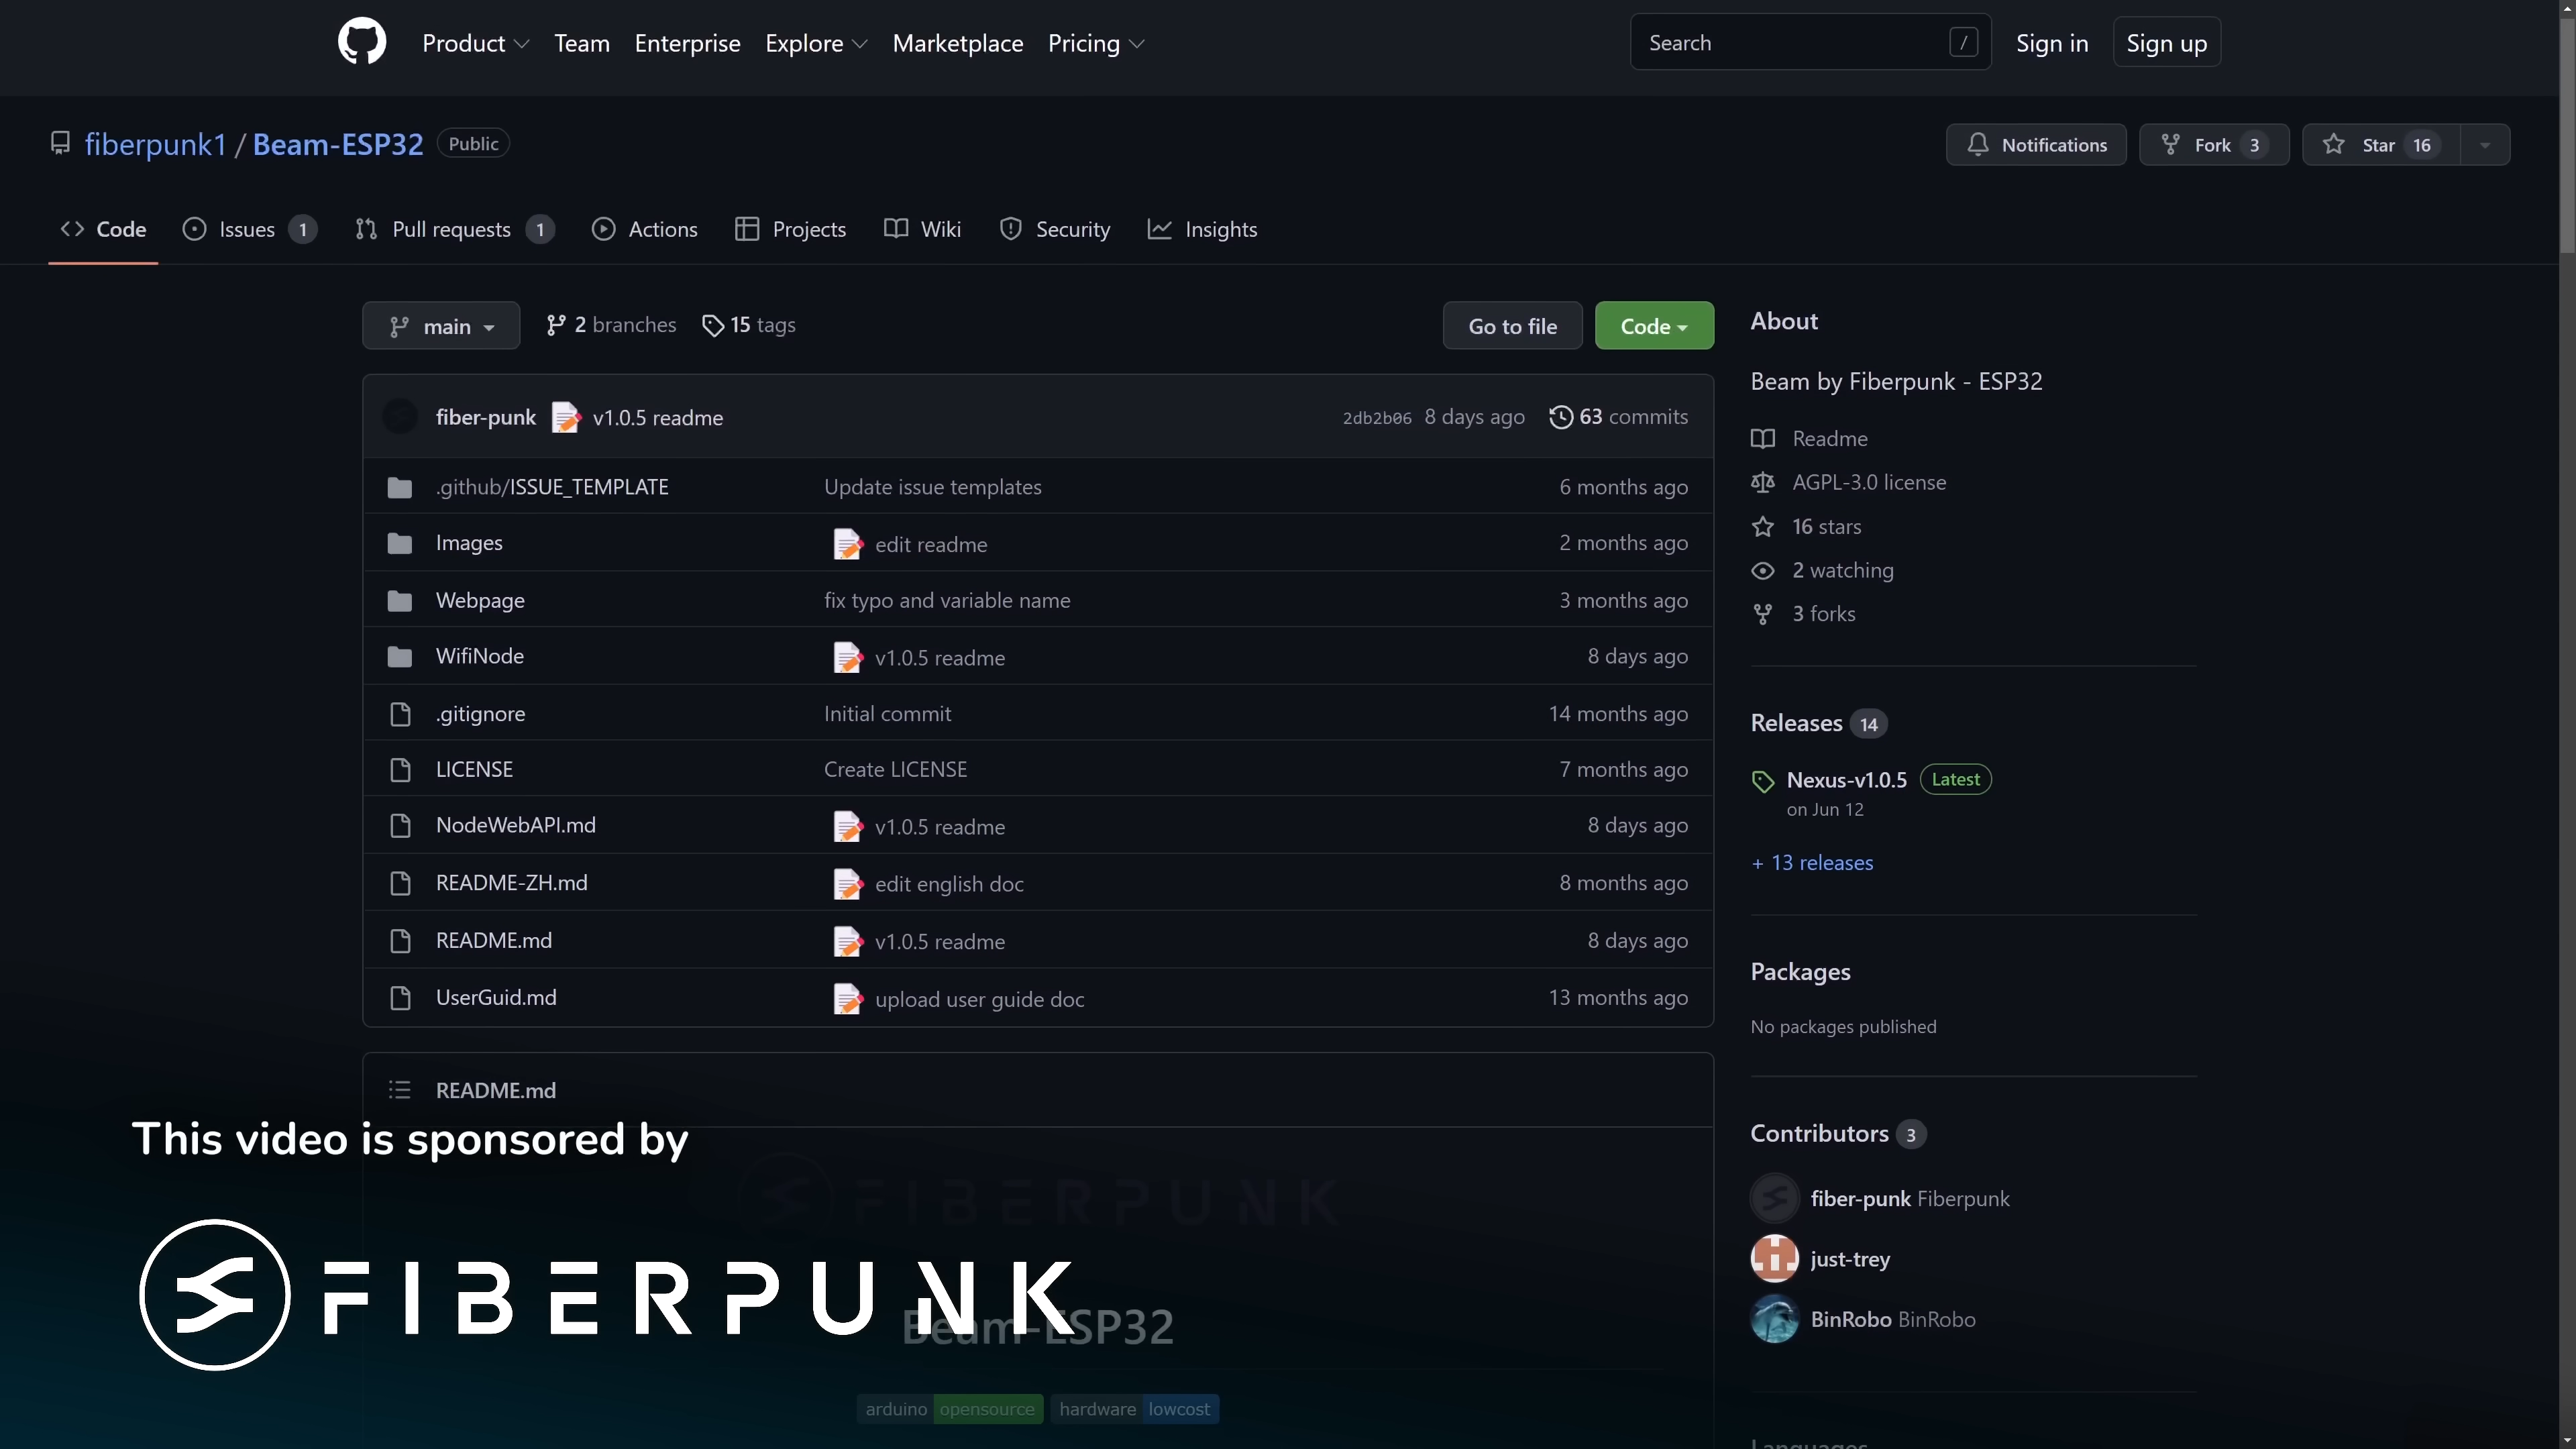 Product Team Enterprise Explore Marketplace Pricing Search / Sign in Sign up
fiberpunk1 / Beam-ESP32 Public Notifications Fork 3 Star 16
Code Issues 1 Pull requests 1 Actions Projects Wiki Security Insights
main 2 branches 15 tags Go to file Code
fiber-punk v1.0.5 readme 2db2b06 8 days ago 63 commits
.github/ISSUE_TEMPLATE Update issue templates 6 months ago
Images edit readme 2 months ago
Webpage fix typo and variable name 3 months ago
WifiNode v1.0.5 readme 8 days ago
.gitignore Initial commit 14 months ago
LICENSE Create LICENSE 7 months ago
NodeWebAPI.md v1.0.5 readme 8 days ago
README-ZH.md edit english doc 8 months ago
README.md v1.0.5 readme 8 days ago
UserGuid.md upload user guide doc 13 months ago
README.md
FIBERPUNK
Beam-ESP32
arduino opensource hardware lowcost
About
Beam by Fiberpunk - ESP32
Readme
AGPL-3.0 license
16 stars
2 watching
3 forks
Releases 14
Nexus-v1.0.5 Latest
on Jun 12
+ 13 releases
Packages
No packages published
Contributors 3
fiber-punk Fiberpunk
just-trey
BinRobo BinRobo
Languages
This video is sponsored by
FIBERPUNK